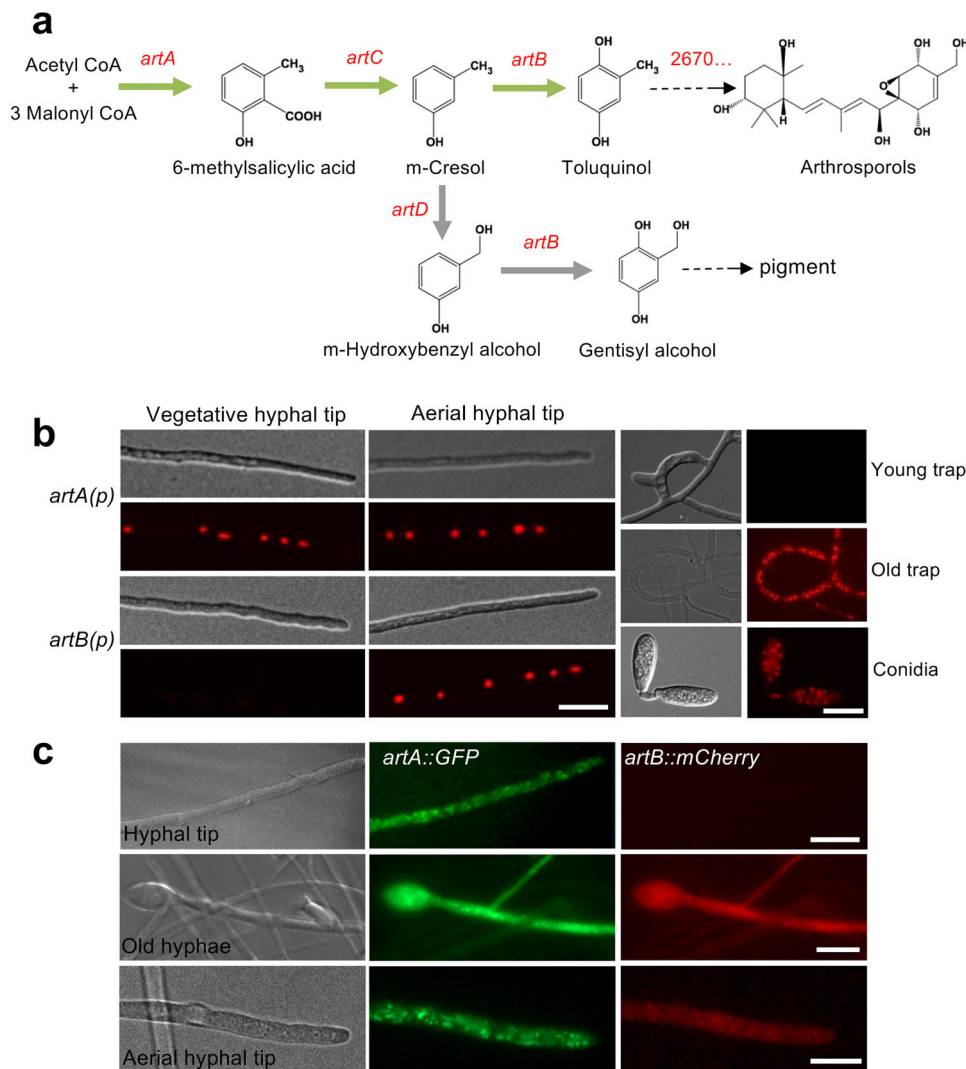 a
Acetyl CoA
+
3 Malonyl CoA
artA
artC
artB
2670...
CH3
COOH
OH
CH3
OH
OH
CH3
OH
OH
OH
OH
O
H
OH
OH
OH
6-methylsalicylic acid
m-Cresol
Toluquinol
Arthrosporols
artD
artB
OH
OH
OH
OH
OH
pigment
m-Hydroxybenzyl alcohol
Gentisyl alcohol
b
Vegetative hyphal tip
Aerial hyphal tip
artA(p)
artB(p)
Young trap
Old trap
Conidia
c
artA::GFP
artB::mCherry
Hyphal tip
Old hyphae
Aerial hyphal tip